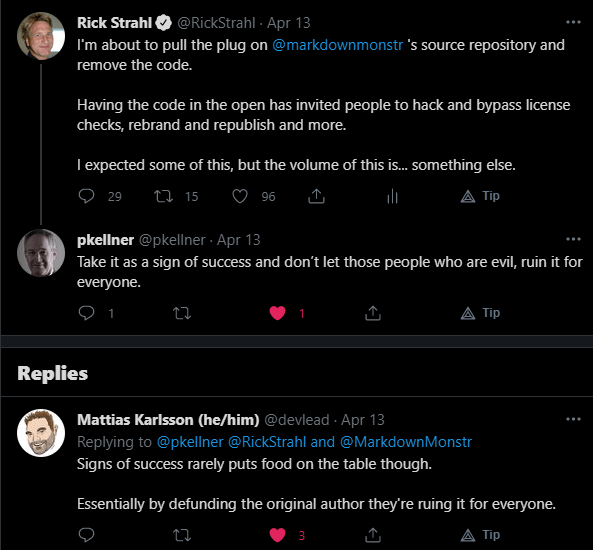 Rick Strahl @RickStrahl · Apr 13
I'm about to pull the plug on @markdownmonstr 's source repository and
remove the code.
Having the code in the open has invited people to hack and bypass license
checks, rebrand and republish and more.
I expected some of this, but the volume of this is... something else.
29 15 96 Tip
pkellner @pkellner · Apr 13
Take it as a sign of success and don't let those people who are evil, ruin it for
everyone.
1 1 Tip
Replies
Mattias Karlsson (he/him) @devlead · Apr 13
Replying to @pkellner @RickStrahl and @MarkdownMonstr
Signs of success rarely puts food on the table though.
Essentially by defunding the original author they're ruing it for everyone.
3 Tip